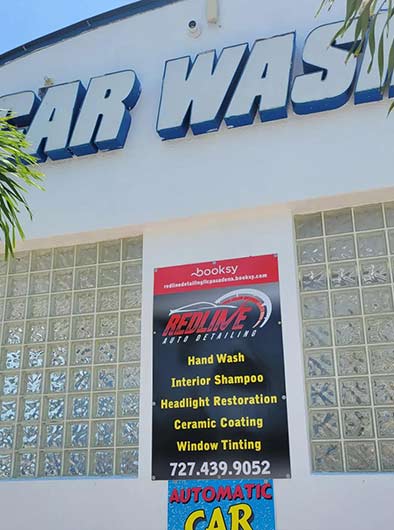 CAR WASH
~booksy
redlinedetailingllcpasadena.booksy.com
REDLINE
AUTO DETAILING
Hand Wash
Interior Shampoo
Headlight Restoration
Ceramic Coating
Window Tinting
727.439.9052
AUTOMATIC
CAR